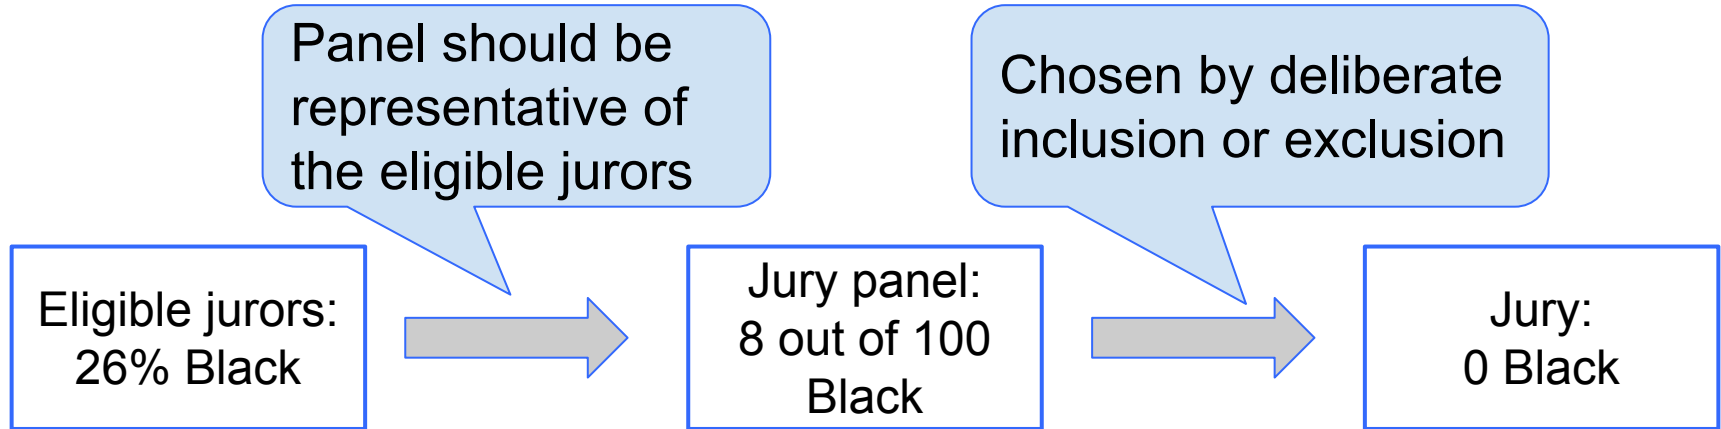 Panel should be
representative of
the eligible jurors
Chosen by deliberate
inclusion or exclusion
Eligible jurors:
26% Black
Jury panel:
8 out of 100
Black
Jury:
0 Black